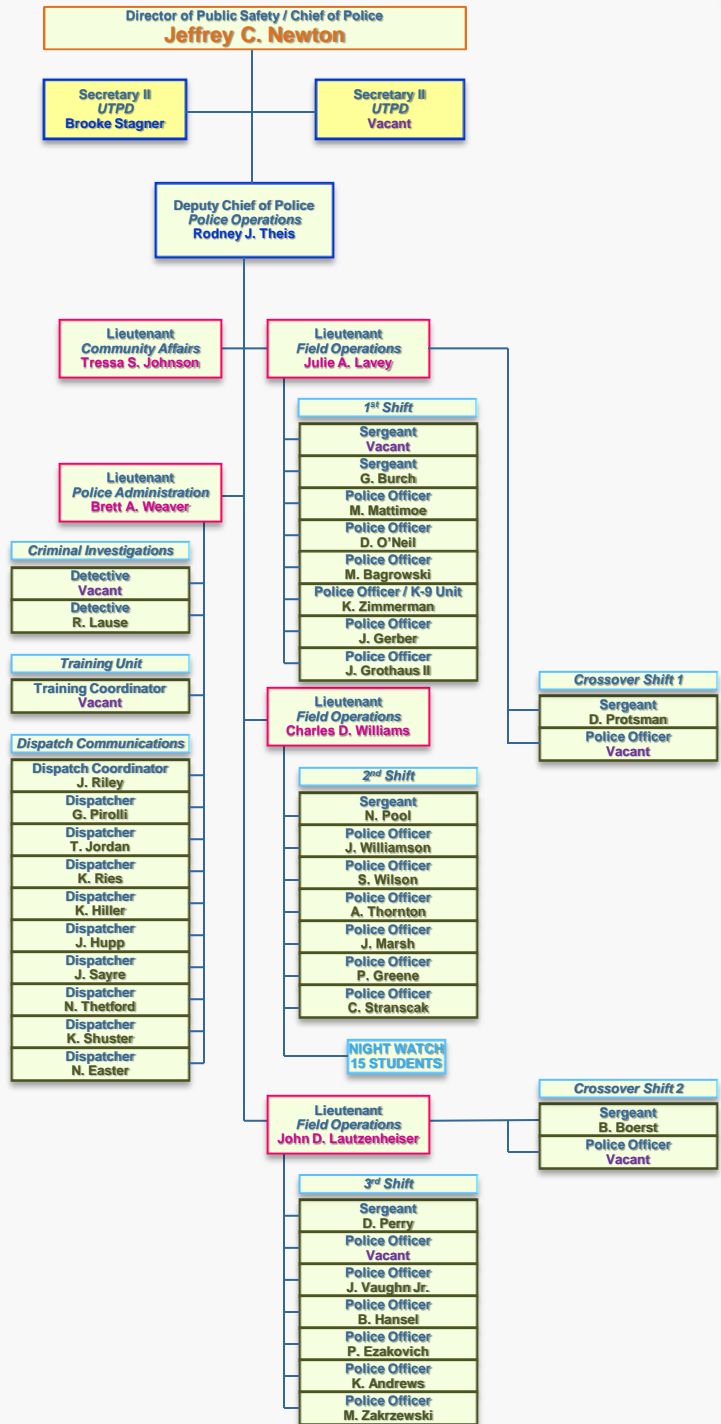 Director of Public Safety / Chief of Police
Jeffrey C. Newton
Secretary II
UTPD
Brooke Stagner
Secretary II
UTPD
Vacant
Deputy Chief of Police
Police Operations
Rodney J. Theis
Lieutenant
Community Affairs
Tressa S. Johnson
Lieutenant
Field Operations
Julie A. Lavey
1st Shift
Sergeant
Vacant
Sergeant
G. Burch
Police Officer
M. Mattimoe
Police Officer
D. O'Neil
Police Officer
M. Bagrowski
Police Officer / K-9 Unit
K. Zimmerman
Police Officer
J. Gerber
Police Officer
J. Grothaus II
Crossover Shift 1
Sergeant
D. Protsman
Police Officer
Vacant
Lieutenant
Police Administration
Brett A. Weaver
Criminal Investigations
Detective
Vacant
Detective
R. Lause
Training Unit
Training Coordinator
Vacant
Dispatch Communications
Dispatch Coordinator
J. Riley
Dispatcher
G. Pirolli
Dispatcher
T. Jordan
Dispatcher
K. Ries
Dispatcher
K. Hiller
Dispatcher
J. Hupp
Dispatcher
J. Sayre
Dispatcher
N. Thetford
Dispatcher
K. Shuster
Dispatcher
N. Easter
Lieutenant
Field Operations
Charles D. Williams
2nd Shift
Sergeant
N. Pool
Police Officer
J. Williamson
Police Officer
S. Wilson
Police Officer
A. Thornton
Police Officer
J. Marsh
Police Officer
P. Greene
Police Officer
C. Stranscak
NIGHT WATCH
15 STUDENTS
Lieutenant
Field Operations
John D. Lautzenheiser
Crossover Shift 2
Sergeant
B. Boerst
Police Officer
Vacant
3rd Shift
Sergeant
D. Perry
Police Officer
Vacant
Police Officer
J. Vaughn Jr.
Police Officer
B. Hansel
Police Officer
P. Ezakovich
Police Officer
K. Andrews
Police Officer
M. Zakrzewski